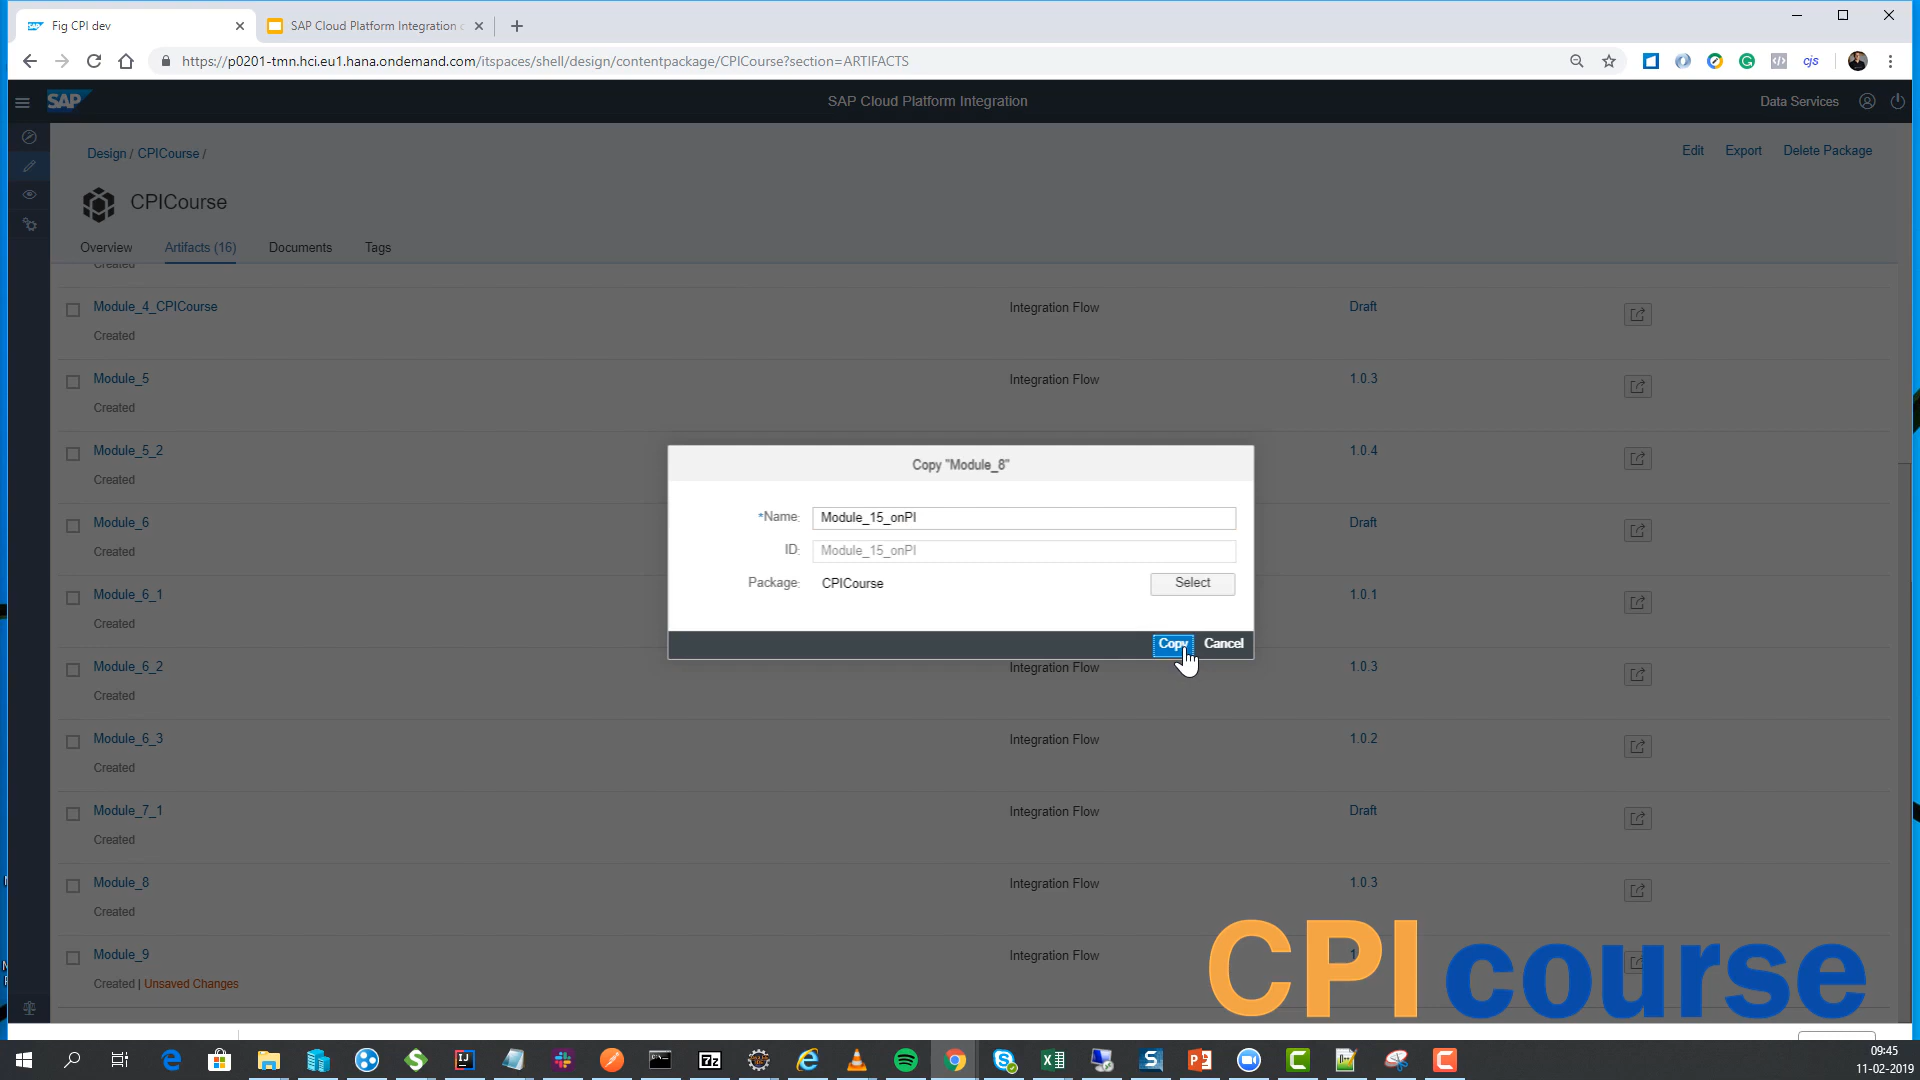 Fig CPI dev
SAP Cloud Platform Integration
https://p0201-tmn.hci.eu1.hana.ondemand.com/itspaces/shell/design/contentpackage/CPICourse?section=ARTIFACTS
cjs
SAP
SAP Cloud Platform Integration
Data Services
Design / CPICourse /
Edit Export Delete Package
CPICourse
Overview Artifacts (16) Documents Tags
Created
Module_4_CPICourse Integration Flow Draft
Created
Module_5 Integration Flow 1.0.3
Created
Module_5_2 1.0.4
Created
Module_6 Draft
Created
Module_6_1 1.0.1
Created
Module_6_2 Integration Flow 1.0.3
Created
Module_6_3 Integration Flow 1.0.2
Created
Module_7_1 Integration Flow Draft
Created
Module_8 Integration Flow 1.0.3
Created
Module_9 Integration Flow
Created | Unsaved Changes
Copy "Module_8"
*Name: Module_15_onPI
ID: Module_15_onPI
Package: CPICourse Select
Copy Cancel
CPI course
09:45
11-02-2019